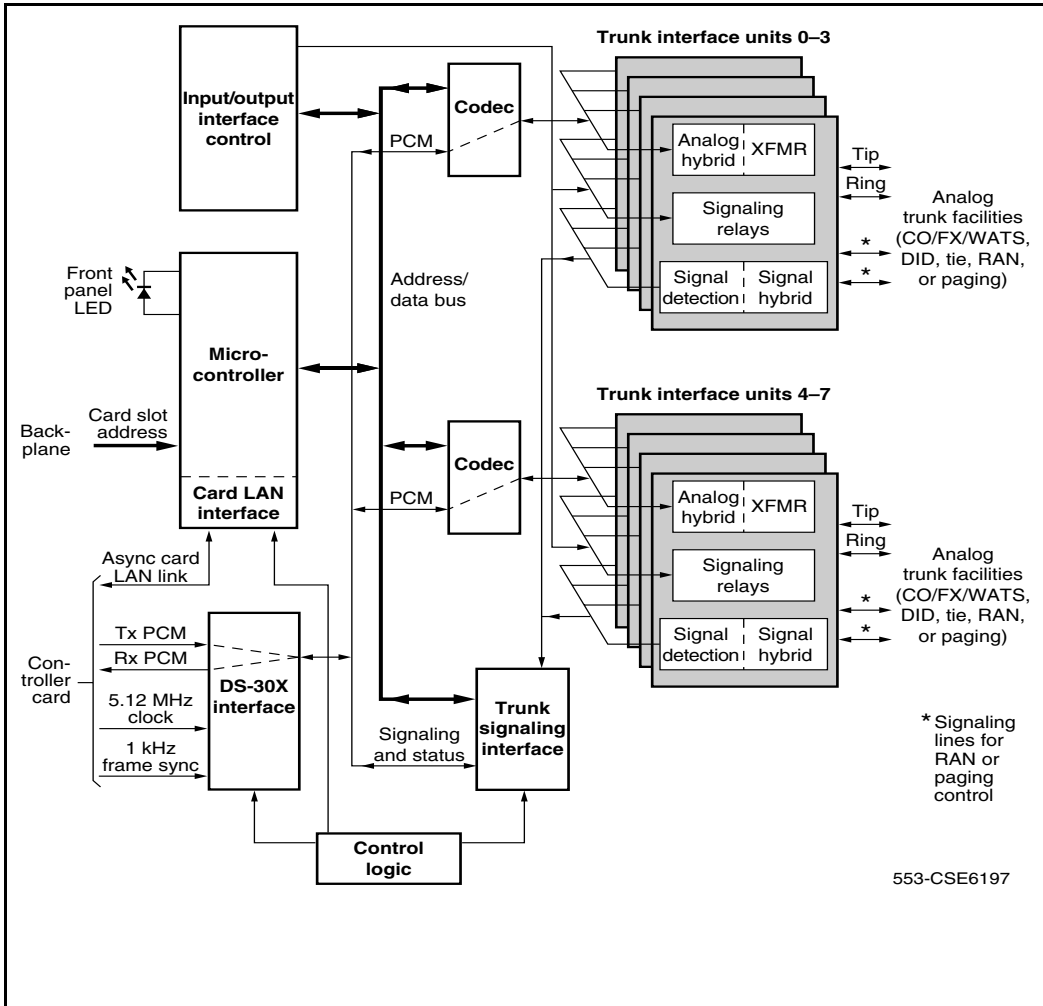 Trunk interface units 0–3
Input/output
interface
control
Codec
PCM
Analog
hybrid
XFMR
Signaling
relays
Signal
detection
Signal
hybrid
Tip
Ring
*
*
Analog
trunk facilities
(CO/FX/WATS,
DID, tie, RAN,
or paging)
Front
panel
LED
Address/
data bus
Micro-
controller
Back-
plane
Card slot
address
Card LAN
interface
Trunk interface units 4–7
Codec
PCM
Analog
hybrid
XFMR
Signaling
relays
Signal
detection
Signal
hybrid
Tip
Ring
*
*
Analog
trunk facilities
(CO/FX/WATS,
DID, tie, RAN,
or paging)
Async card
LAN link
Con-
troller
card
Tx PCM
Rx PCM
5.12 MHz
clock
1 kHz
frame sync
DS-30X
interface
Signaling
and status
Trunk
signaling
interface
Control
logic
* Signaling
lines for
RAN or
paging
control
553-CSE6197